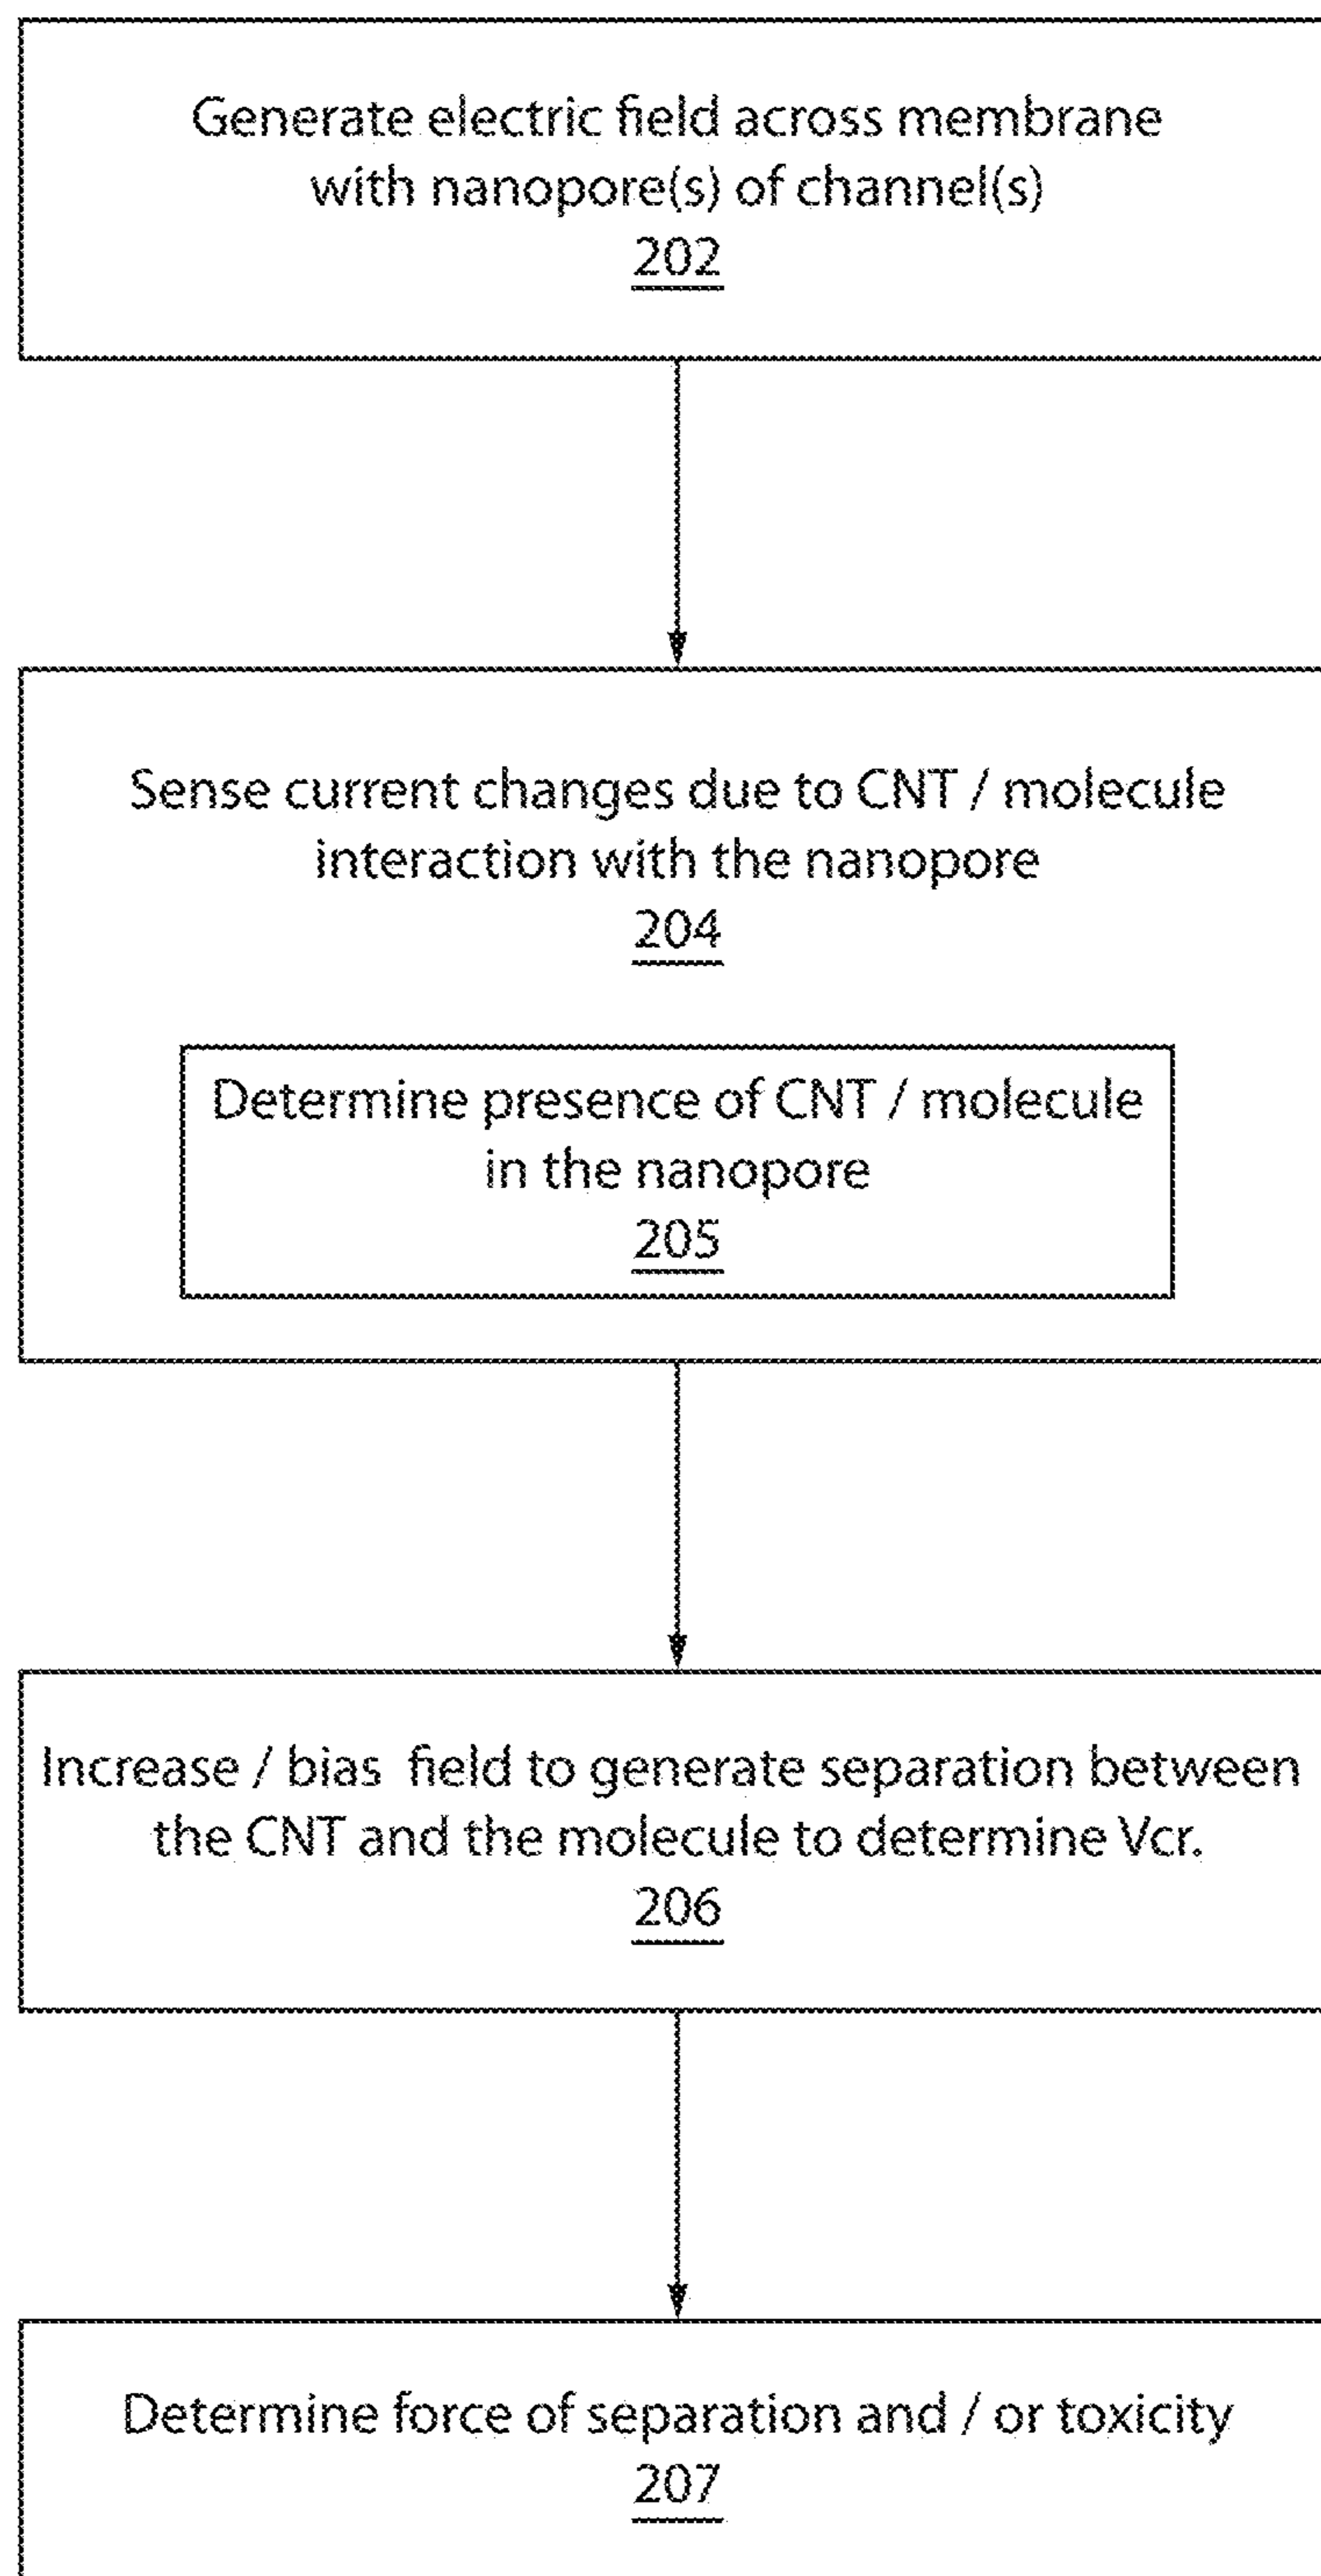 Generate electric field across membrane
with nanopore(s) of channel(s)
202
Sense current changes due to CNT / molecule
interaction with the nanopore
204
Determine presence of CNT / molecule
in the nanopore
205
Increase / bias field to generate separation between
the CNT and the molecule to determine Vcr.
206
Determine force of separation and / or toxicity
207